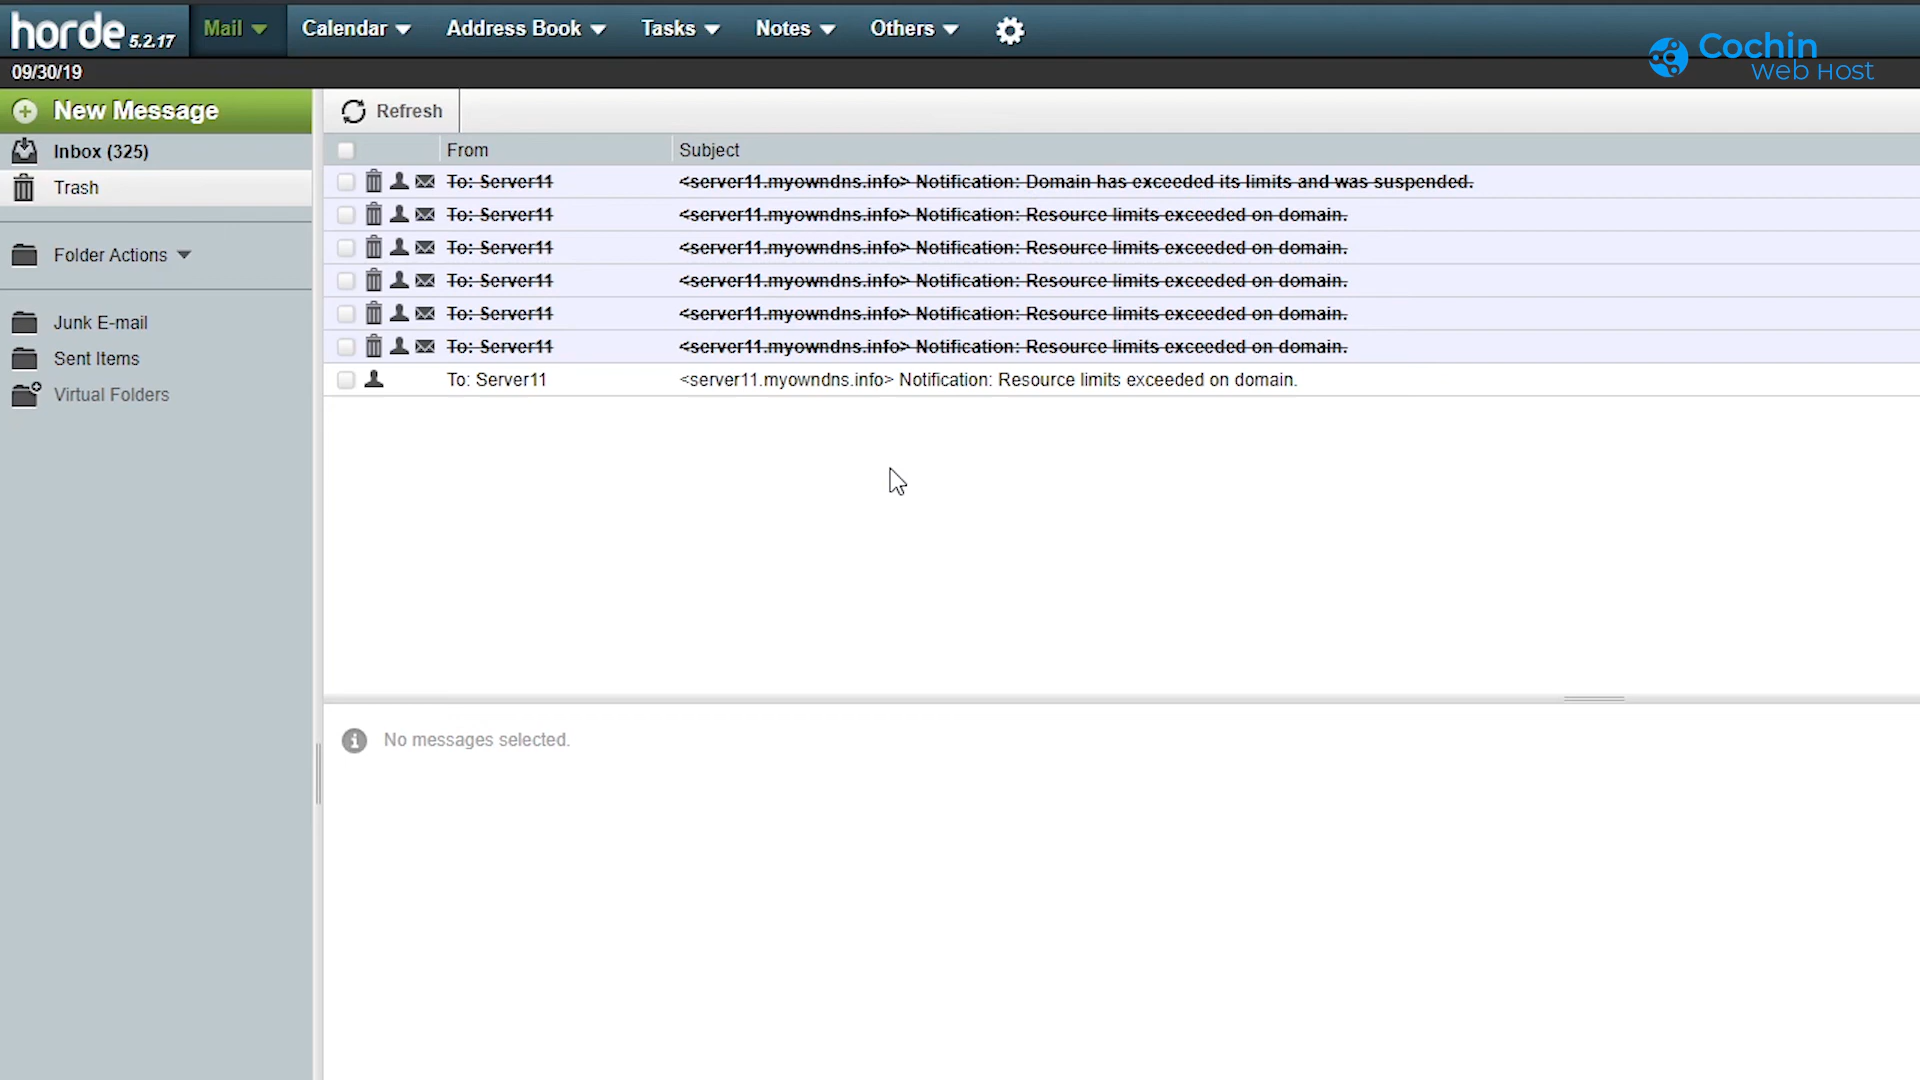 horde 5.2.17 Mail Calendar Address Book Tasks Notes Others
Cochin
Web Host
09/30/19
New Message
Refresh
Inbox (325)
From Subject
Trash
To: Server11 <server11.myowndns.info> Notification: Domain has exceeded its limits and was suspended.
To: Server11 <server11.myowndns.info> Notification: Resource limits exceeded on domain.
To: Server11 <server11.myowndns.info> Notification: Resource limits exceeded on domain.
To: Server11 <server11.myowndns.info> Notification: Resource limits exceeded on domain.
To: Server11 <server11.myowndns.info> Notification: Resource limits exceeded on domain.
To: Server11 <server11.myowndns.info> Notification: Resource limits exceeded on domain.
To: Server11 <server11.myowndns.info> Notification: Resource limits exceeded on domain.
Folder Actions
Junk E-mail
Sent Items
Virtual Folders
No messages selected.